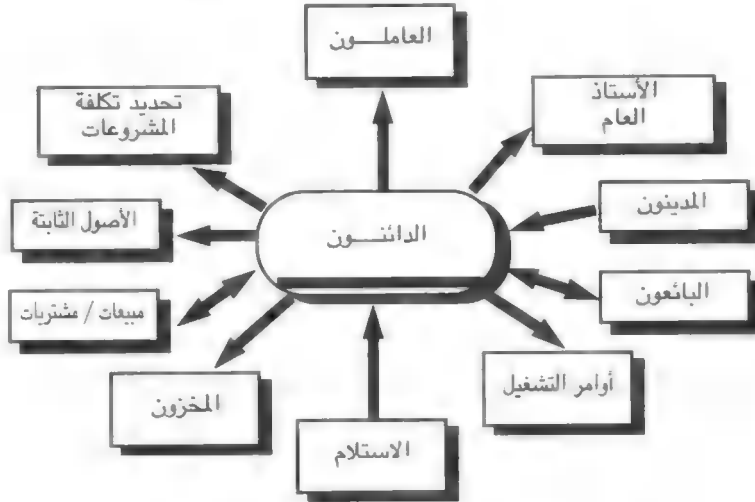 العاملـــون
الأستاذ
العام
تحديد تكلفة
المشروعات
المدينون
الأصول الثابتة
الدائنـــون
البائعون
مبيعات / مشتريات
أوامر التشغيل
المخزون
الاستلام